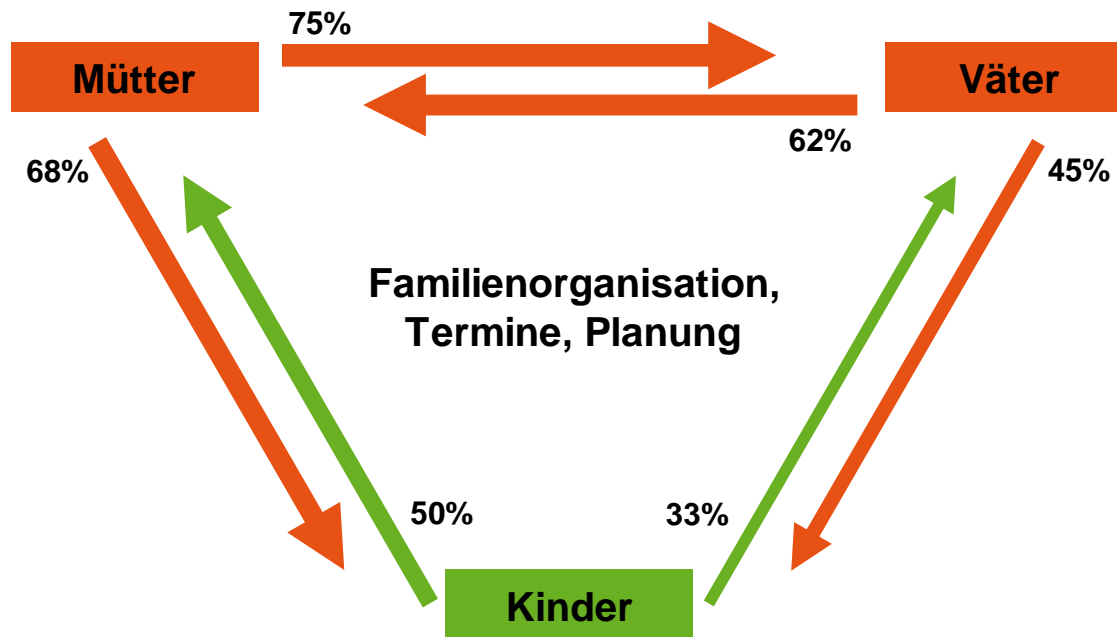 75%
Mütter
Väter
62%
68%
45%
Familienorganisation,
Termine, Planung
50%
33%
Kinder